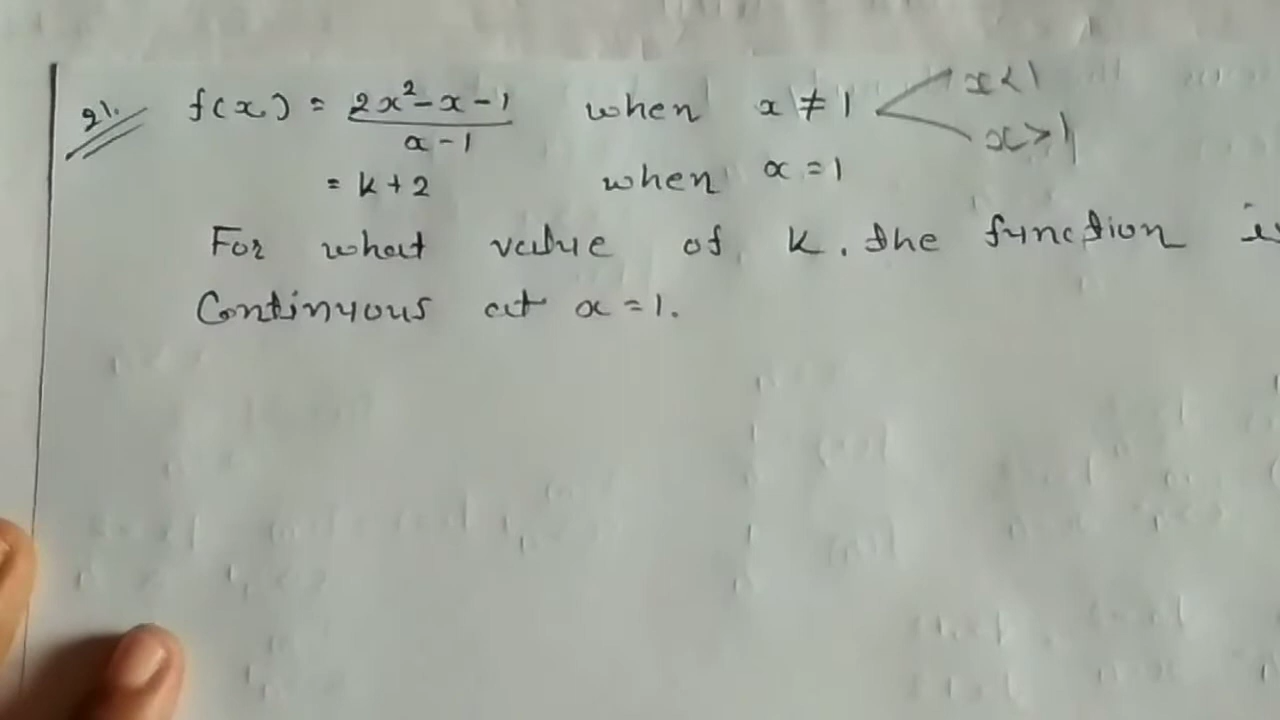 21. f(x) = 2x²-x-1 / x-1 when x ≠ 1 x<1 x>1
= k+2 when x=1
For what value of k. the function is
Continuous at x=1.